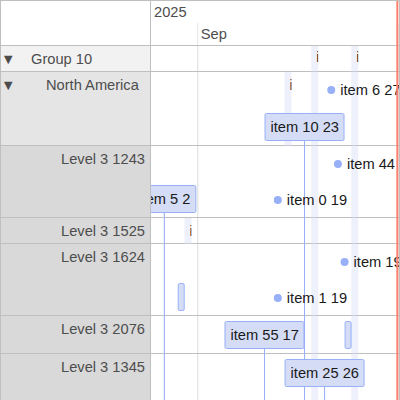 2025
Sep
▼ Group 10 i i
▼ North America i item 6 27
item 10 23
Level 3 1243 item 44
em 5 2 item 0 19
Level 3 1525 i
Level 3 1624 item 19
item 1 19
Level 3 2076 item 55 17
Level 3 1345 item 25 26